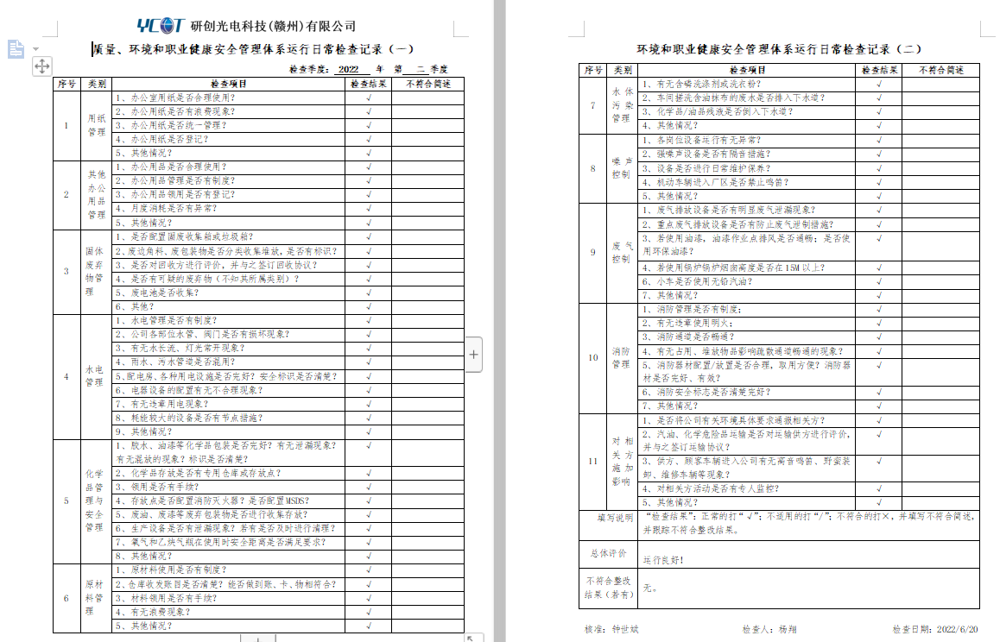 YCOT 研创光电科技(赣州)有限公司
质量、环境和职业健康安全管理体系运行日常检查记录（一）
检查季度： 2022 年 第 二 季度
序号 类别 检查项目 检查结果 不符合简述
1 用纸管理
1、办公室用纸是否合理使用？ √
2、办公用纸是否有浪费现象？ √
3、办公用纸是否统一管理？ √
4、办公用纸是否登记？ √
5、其他情况？ √
2 其他办公用品管理
1、办公用品是否合理使用？ √
2、办公用品管理是否有制度？ √
3、办公用品领用是否有登记？ √
4、月度消耗是否有异常？ √
5、其他情况？ √
3 固体废弃物管理
1、是否配置固废收集箱或垃圾箱？ √
2、废边角料、废包装物是否分类收集堆放，是否有标识？ √
3、是否对回收方进行评价，并与之签订回收协议？ √
4、是否有可疑的废弃物（不知其所属类别）？ √
5、废电池是否收集？ √
6、其他？ √
4 水电管理
1、水电管理是否有制度？ √
2、公司各部位水管、阀门是否有损坏现象？ √
3、有无水长流、灯光常开现象？ √
4、雨水、污水管道是否混用？ √
5、配电房、各种用电设施是否完好？安全标识是否清楚？ √
6、电器设备的配置有无不合理现象？ √
7、有无违章用电现象？ √
8、耗能较大的设备是否有节点措施？ √
9、其他情况？ √
5 化学品管理与安全管理
1、胶水、油漆等化学品包装是否完好？有无泄漏现象？ √
有无混放的现象？标识是否清楚？
2、化学品存放是否有专用仓库或存放点？ √
3、领用是否有手续？ √
4、存放点是否配置消防灭火器？是否配置MSDS？ √
5、废油、废漆等废弃包装物是否进行收集存放？ √
6、生产设备是否有泄漏现象？若有是否及时进行清理？ √
7、氧气和乙炔气瓶在使用时安全距离是否满足要求？ √
8、其他情况？ √
6 原材料管理
1、原材料使用是否有制度？ √
2、仓库收发账目是否清楚？能否做到账、卡、物相符合？ √
3、材料领用是否有手续？ √
4、有无浪费现象？ √
5、其他情况？ √
环境和职业健康安全管理体系运行日常检查记录（二）
序号 类别 检查项目 检查结果 不符合简述
7 水体污染管理
1、有无含磷洗涤剂或洗衣粉？ √
2、车间搓洗含油抹布的废水是否排入下水道？ √
3、化学品/油品残液是否倒入下水道？ √
4、其他情况？ √
8 噪声控制
1、各岗位设备运行有无异常？ √
2、强噪声设备是否有隔音措施？ √
3、设备是否进行日常维护保养？ √
4、机动车辆进入厂区是否禁止鸣笛？ √
5、其他情况？ √
9 废气控制
1、废气排放设备是否有明显废气泄漏现象？ √
2、重点废气排放设备是否有防止废气泄制措施？ √
3、若使用油漆，油漆作业点排风是否通畅；是否使 √
用环保油漆？
4、若使用锅炉锅炉烟囱高度是否在15M以上？ √
6、小车是否使用无铅汽油？ √
7、其他情况？ √
10 消防管理
1、消防管理是否有制度； √
2、有无违章使用明火； √
3、消防通道是否畅通？ √
4、有无占用、堆放物品影响疏散通道畅通的现象？ √
5、消防器材配置/放置是否合理，取用方便？消防器 √
材是否完好、有效？
6、消防安全标志是否清楚完好？ √
7、其他情况？ √
11 对相关方施加影响
1、是否将公司有关环境具体要求通报相关方？ √
2、汽油、化学危险品运输是否对运输供方进行评价， √
并与之签订运输协议？
3、供方、顾客车辆进入公司有无高音鸣笛、野蛮装 √
卸、维修车辆等现象？
4、对相关方活动是否有专人监控？ √
5、其他情况？ √
填写说明 “检查结果”：正常的打“√”；不适用的打“/”；不符合的打×，并填写不符合简述，
并跟踪不符合整改结果。
总体评价 运行良好！
不符合整改结果（若有） 无。
核准：钟世斌 检查人：杨翔 检查日期：2022/6/20